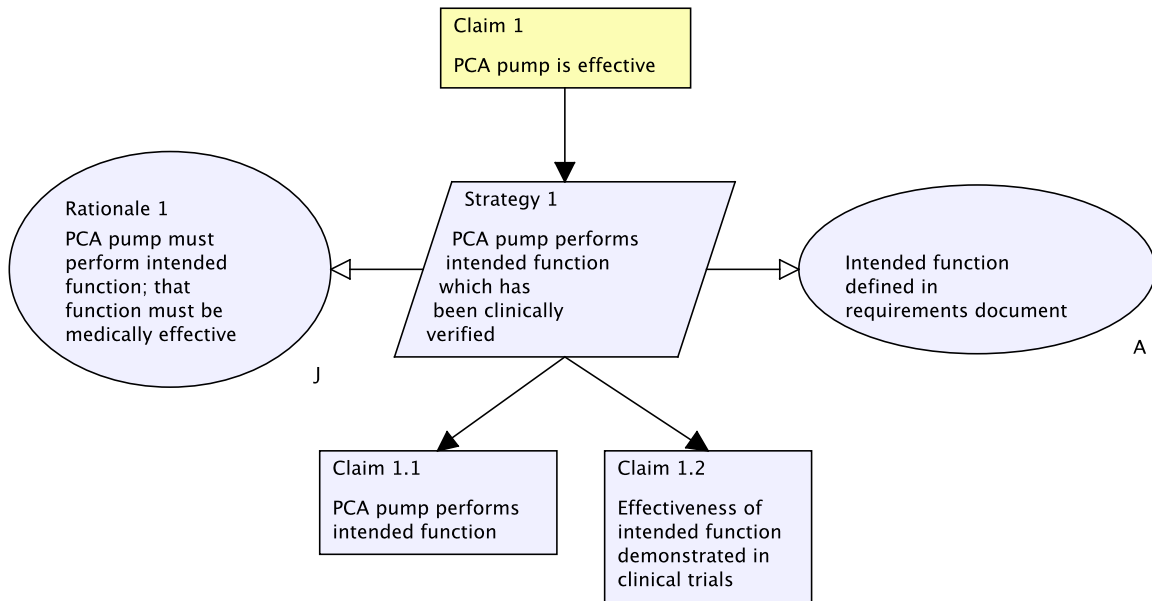 Claim 1
PCA pump is effective
Rationale 1
PCA pump must
perform intended
function; that
function must be
medically effective
J
Strategy 1
PCA pump performs
intended function
which has
been clinically
verified
Intended function
defined in
requirements document
A
Claim 1.1
PCA pump performs
intended function
Claim 1.2
Effectiveness of
intended function
demonstrated in
clinical trials